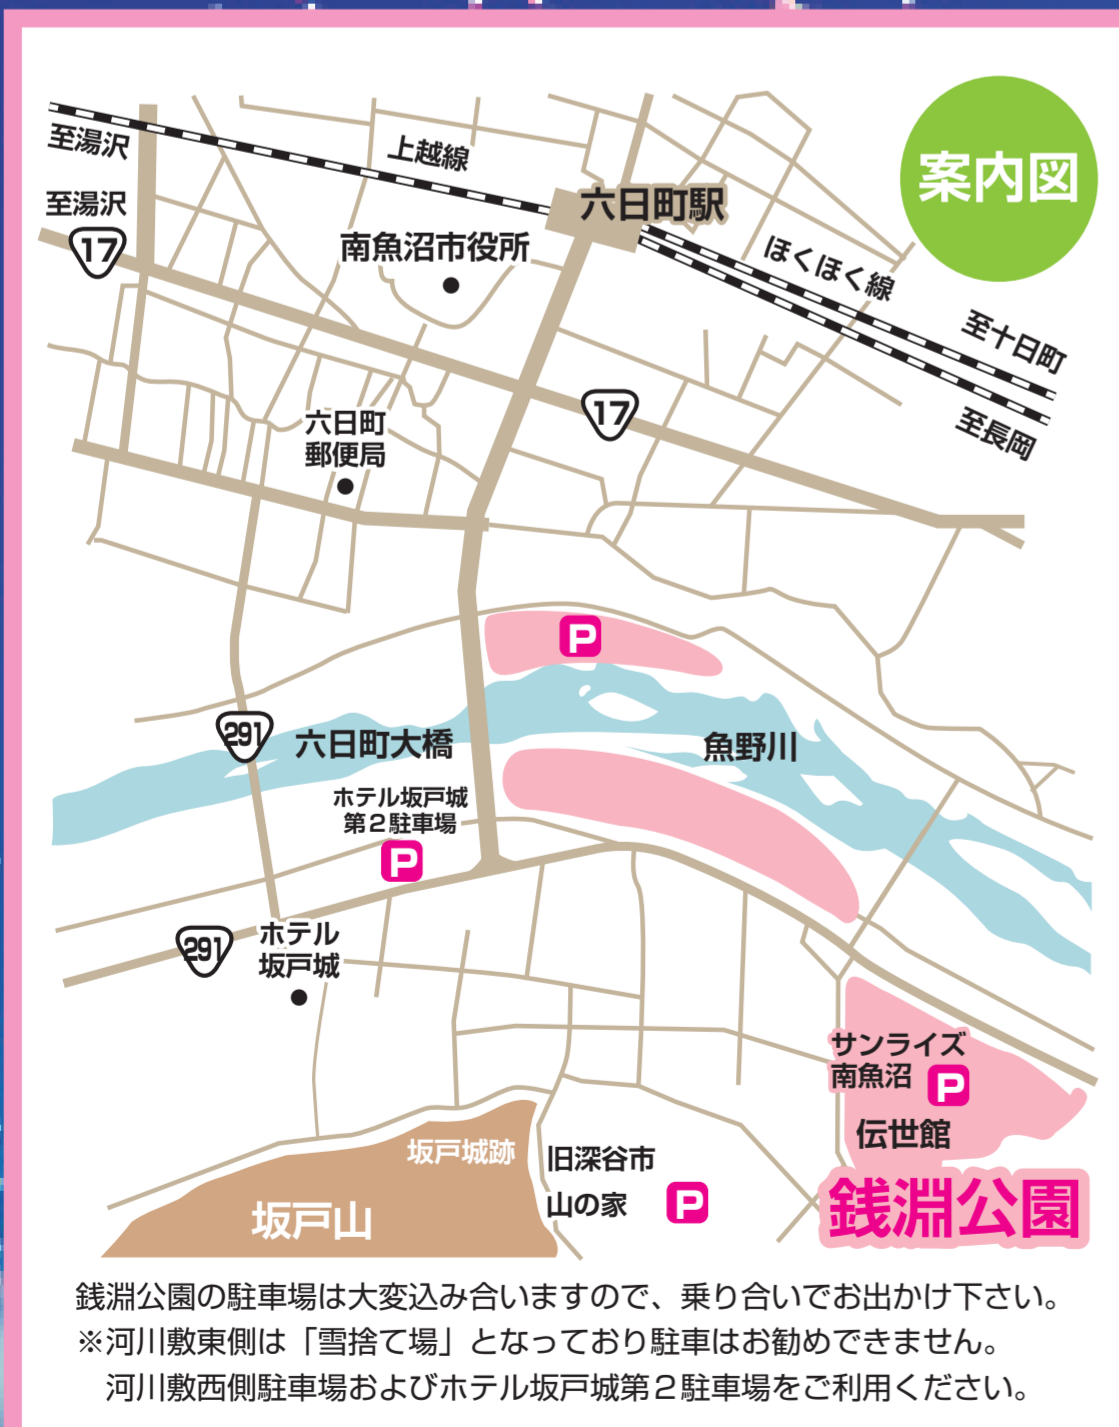 案内図
至湯沢
上越線
六日町駅
至湯沢
17
南魚沼市役所
ほくほく線
至十日町
至長岡
17
六日町
郵便局
P
291
六日町大橋
魚野川
ホテル坂戸城
第2駐車場
P
291
ホテル
坂戸城
サンライズ
南魚沼
P
伝世館
銭淵公園
坂戸城跡
坂戸山
旧深谷市
山の家
P
銭淵公園の駐車場は大変込み合いますので、乗り合いでお出かけ下さい。
※河川敷東側は「雪捨て場」となっており駐車はお勧めできません。
河川敷西側駐車場およびホテル坂戸城第2駐車場をご利用ください。